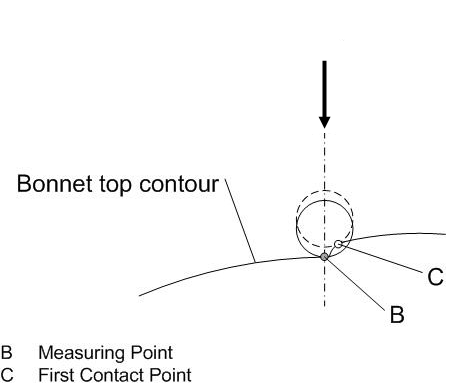 Bonnet top contour
C
B
B Measuring Point
C First Contact Point